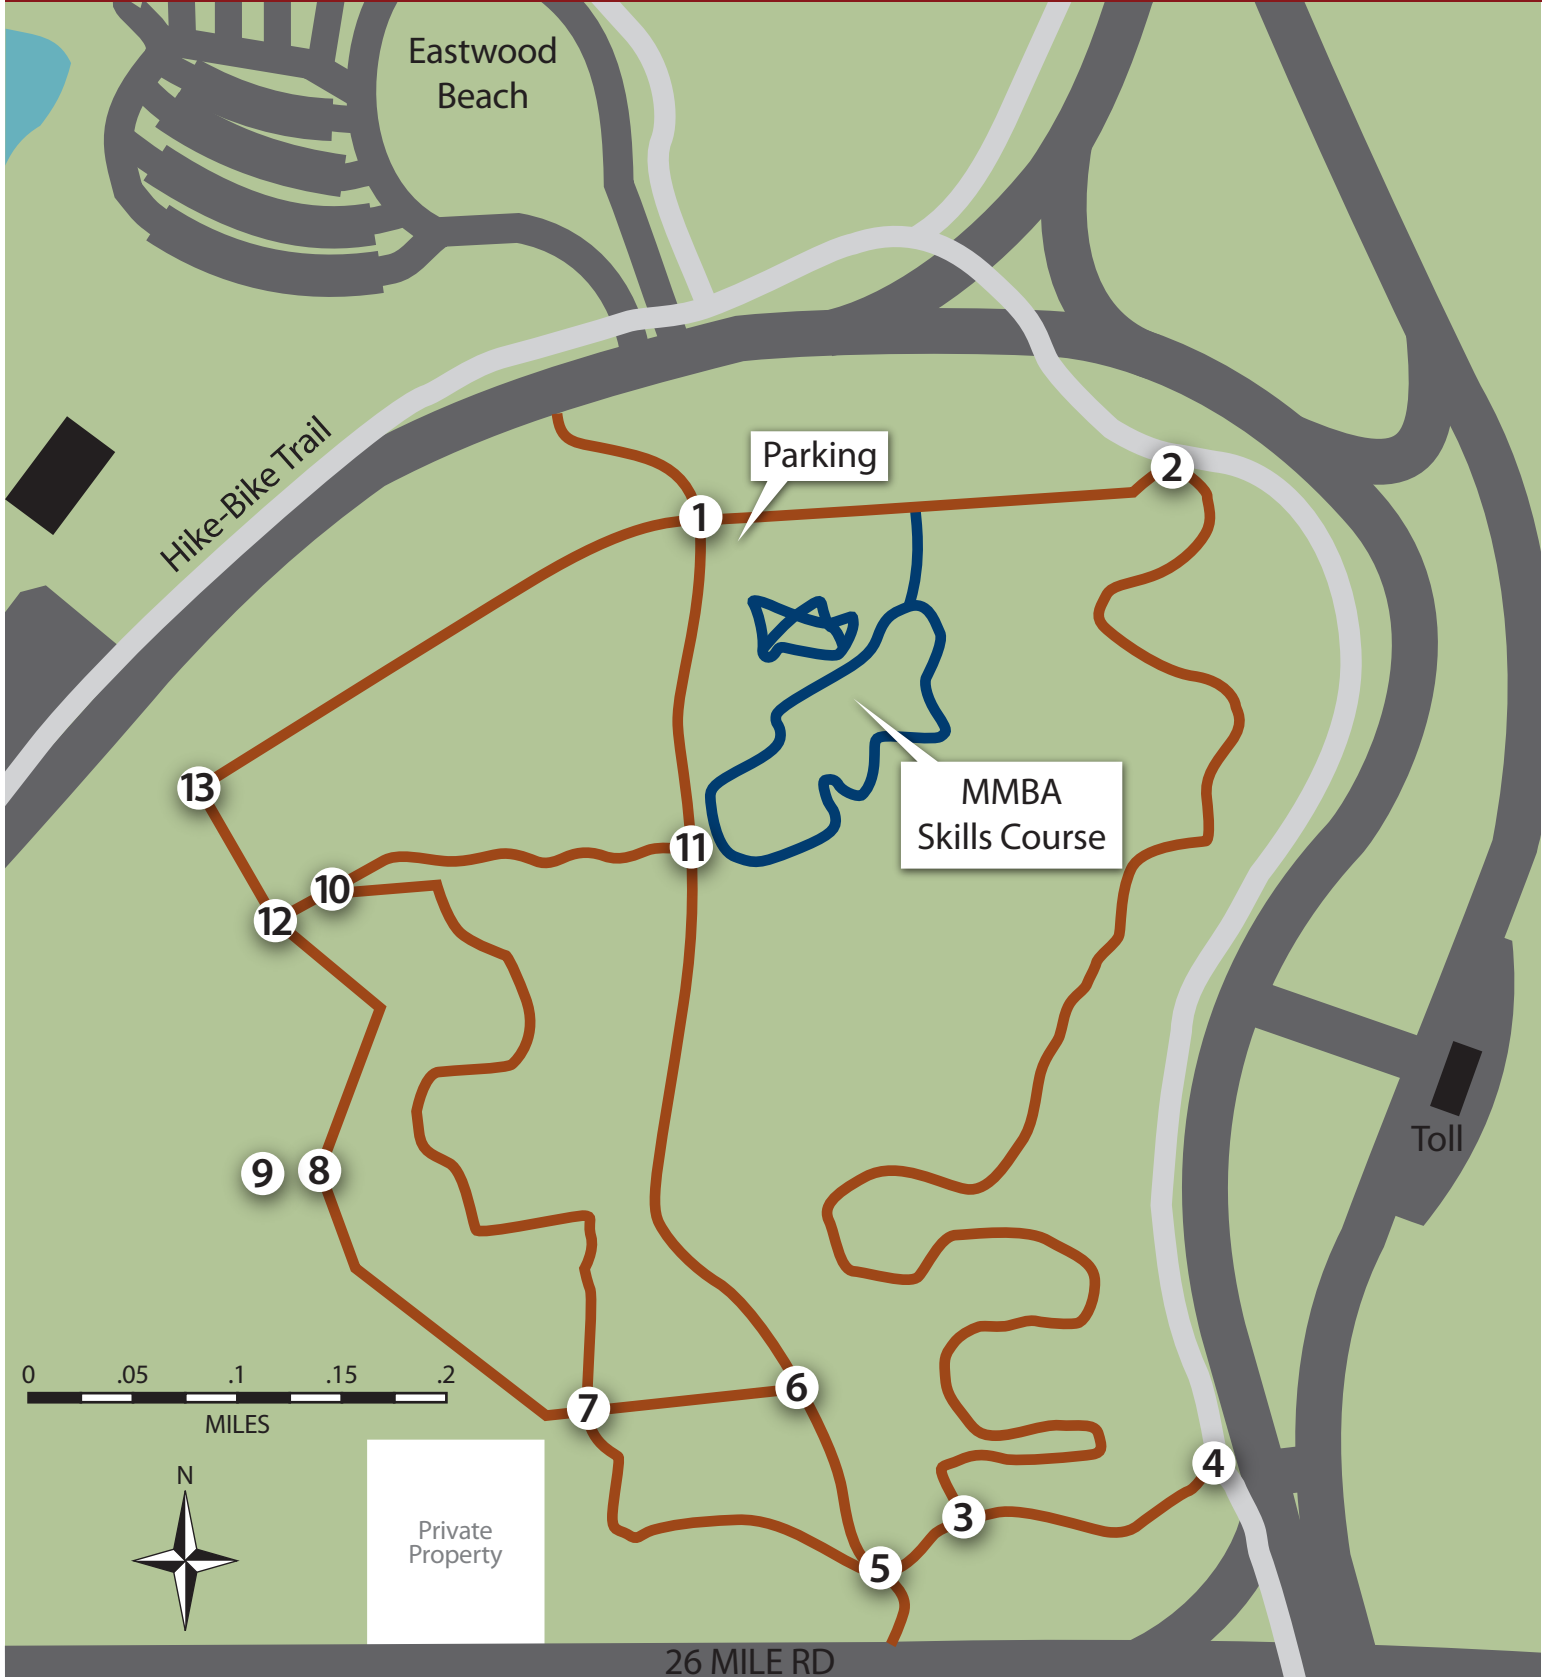 Eastwood
Beach
Hike-Bike Trail
Parking
2
1
13
MMBA
Skills Course
11
10
12
Toll
9
8
0 .05 .1 .15 .2
MILES
7
6
4
N
Private
Property
3
5
26 MILE RD